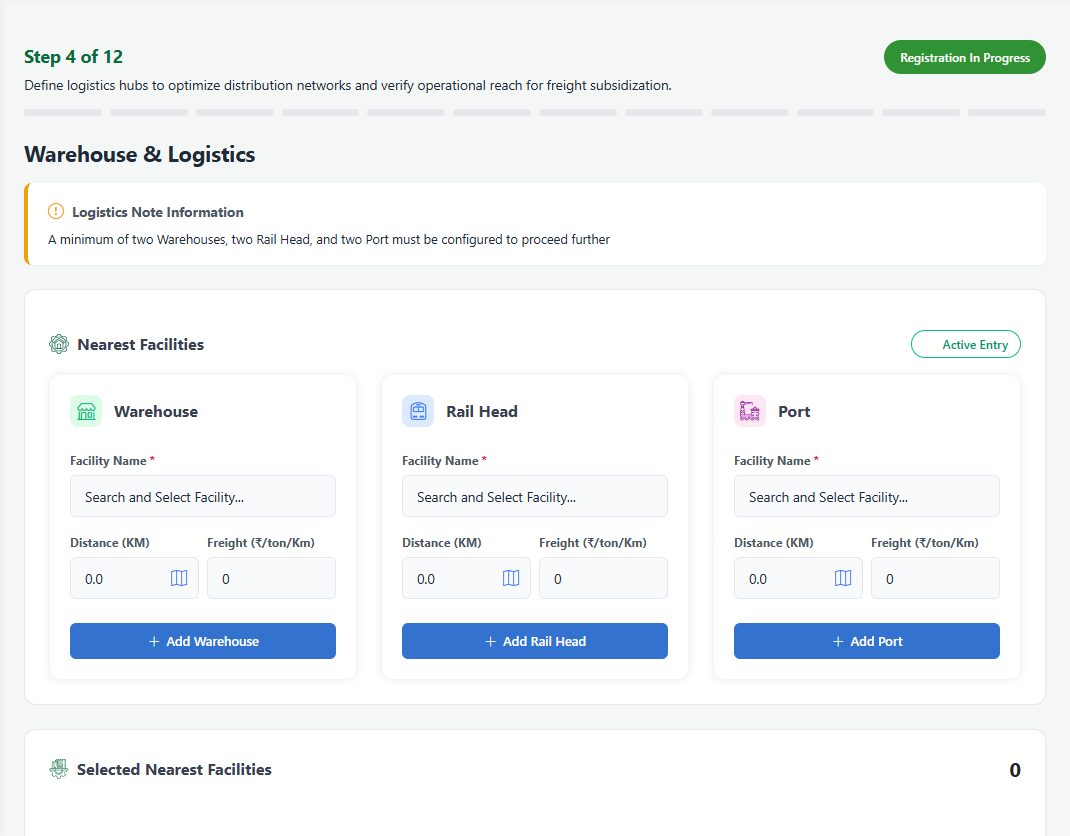 Step 4 of 12
Registration In Progress
Define logistics hubs to optimize distribution networks and verify operational reach for freight subsidization.
Warehouse & Logistics
Logistics Note Information
A minimum of two Warehouses, two Rail Head, and two Port must be configured to proceed further
Nearest Facilities
Active Entry
Warehouse
Facility Name *
Search and Select Facility...
Distance (KM) Freight (₹/ton/Km)
0.0 0
+ Add Warehouse
Rail Head
Facility Name *
Search and Select Facility...
Distance (KM) Freight (₹/ton/Km)
0.0 0
+ Add Rail Head
Port
Facility Name *
Search and Select Facility...
Distance (KM) Freight (₹/ton/Km)
0.0 0
+ Add Port
Selected Nearest Facilities
0